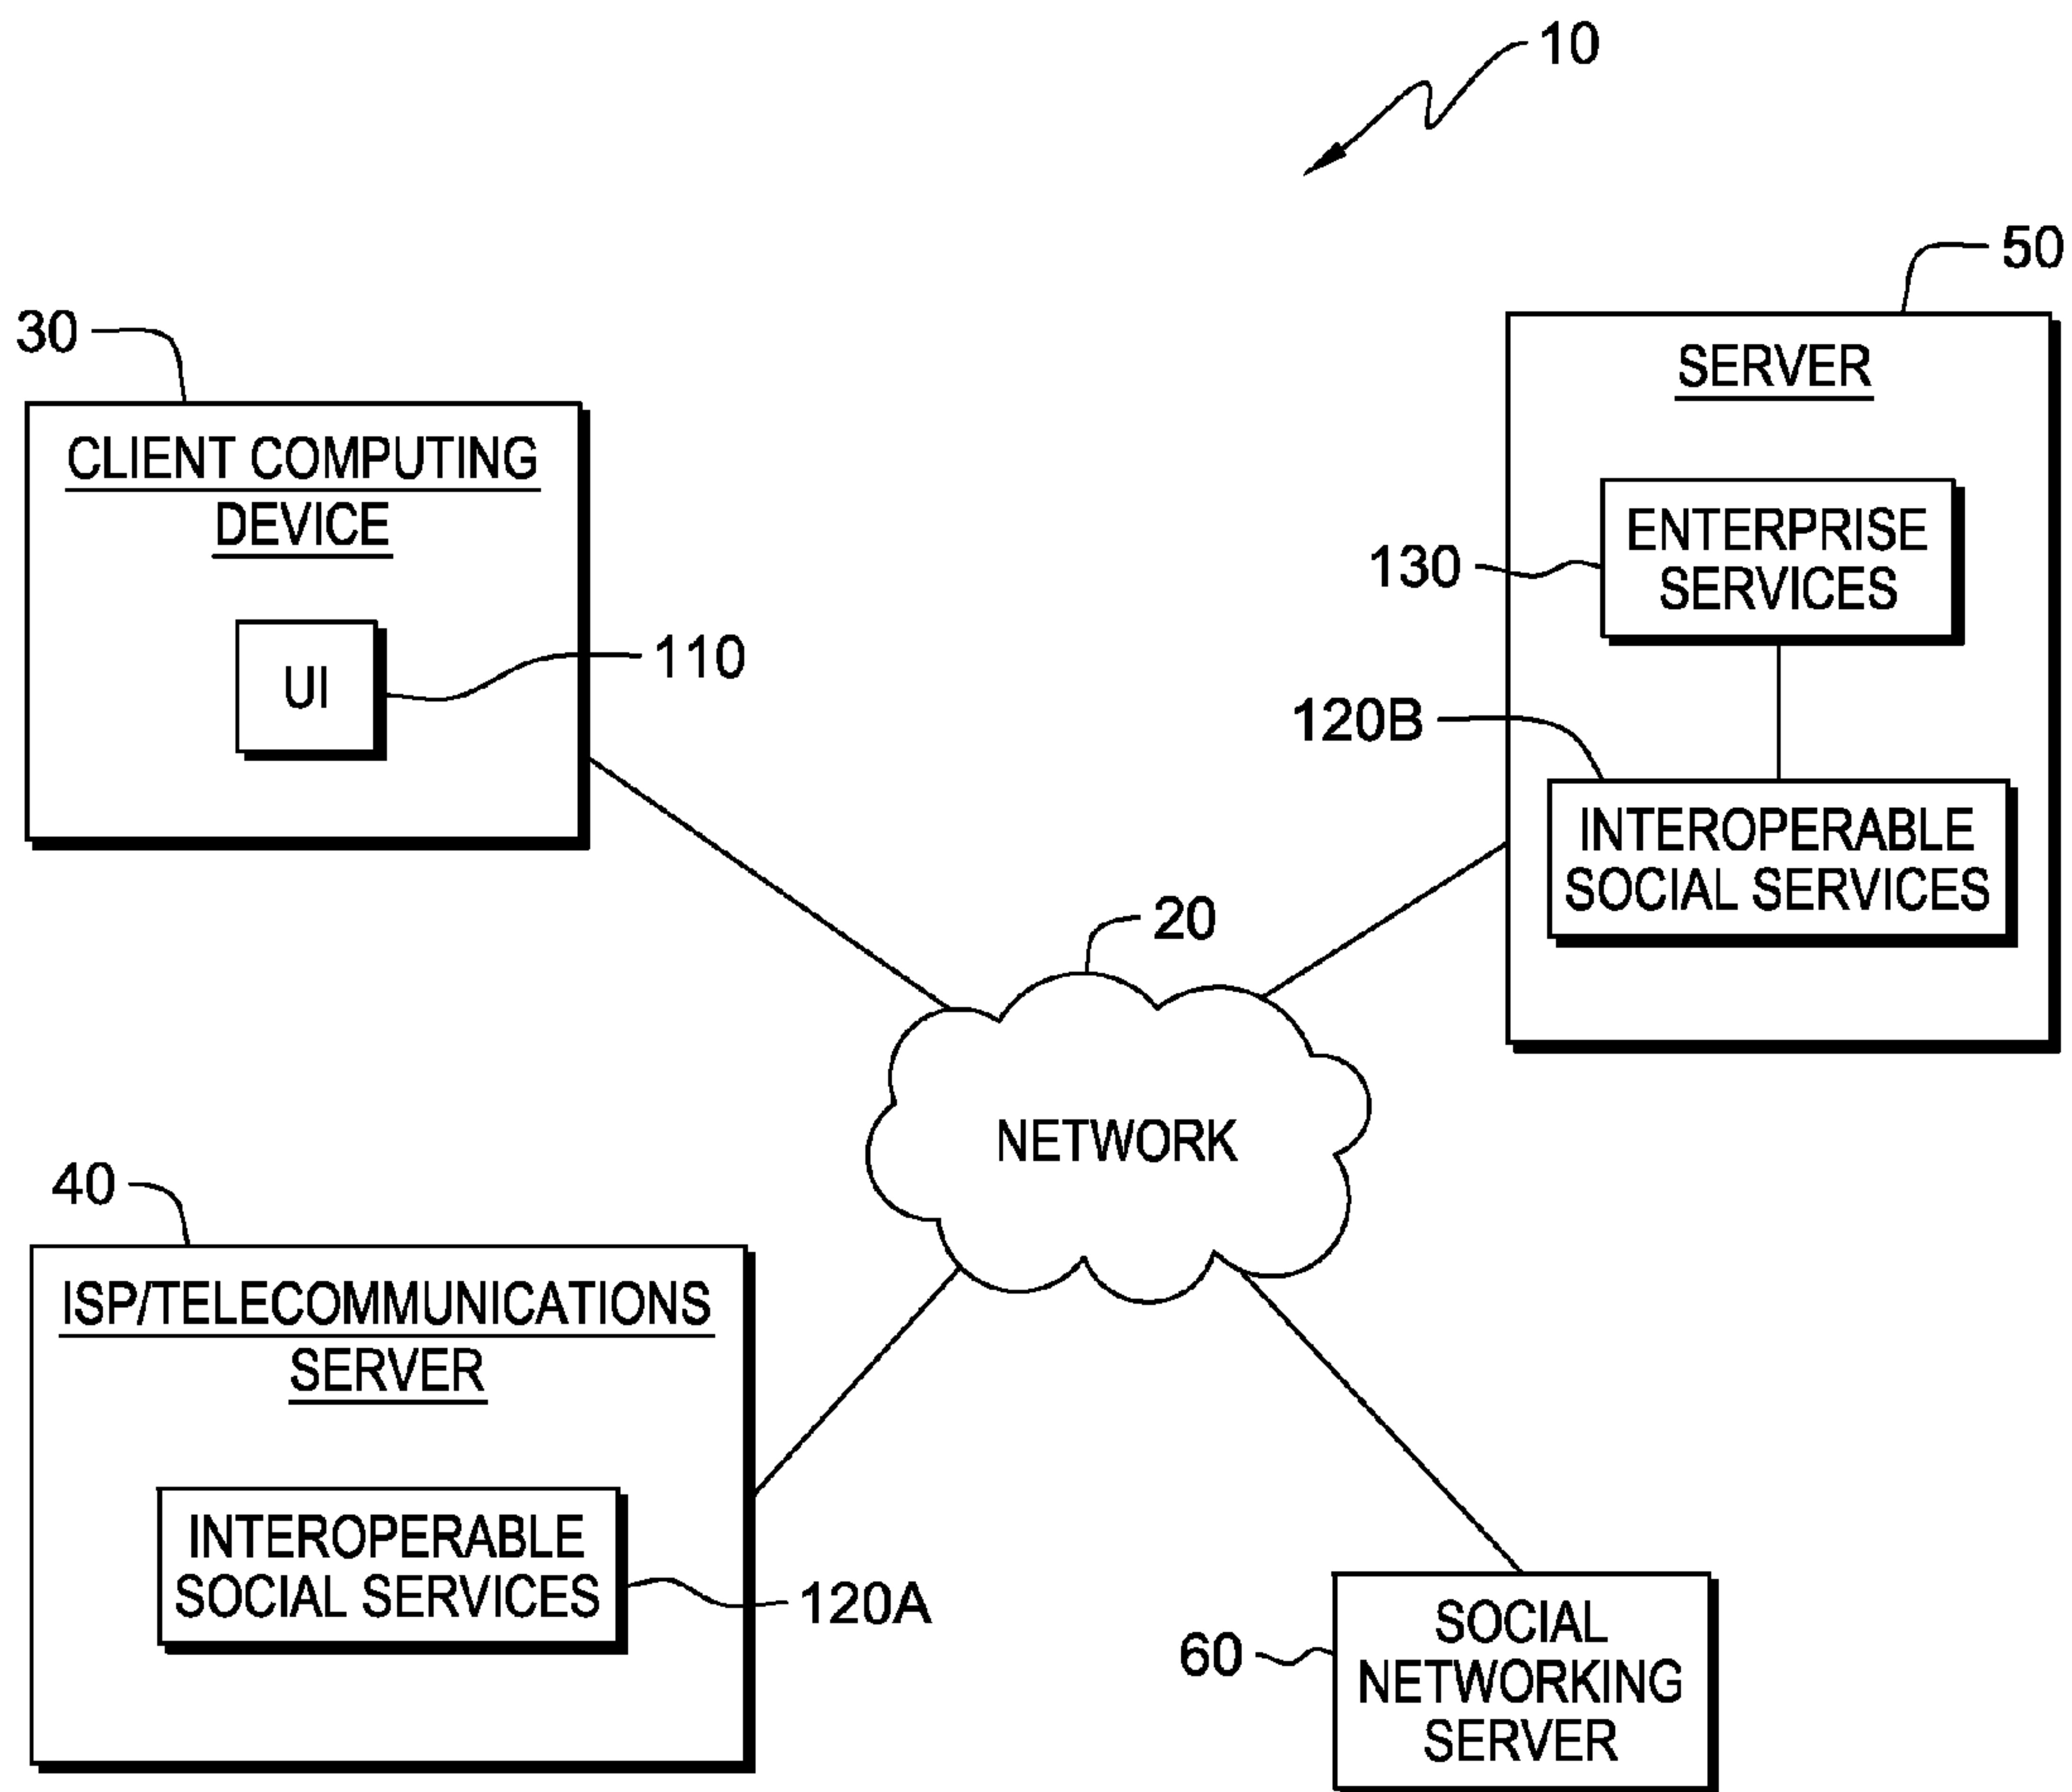 10
50
SERVER
30
CLIENT COMPUTING
DEVICE
ENTERPRISE
SERVICES
130
UI
110
120B
INTEROPERABLE
SOCIAL SERVICES
20
NETWORK
40
ISP/TELECOMMUNICATIONS
SERVER
INTEROPERABLE
SOCIAL SERVICES
120A
60
SOCIAL
NETWORKING
SERVER